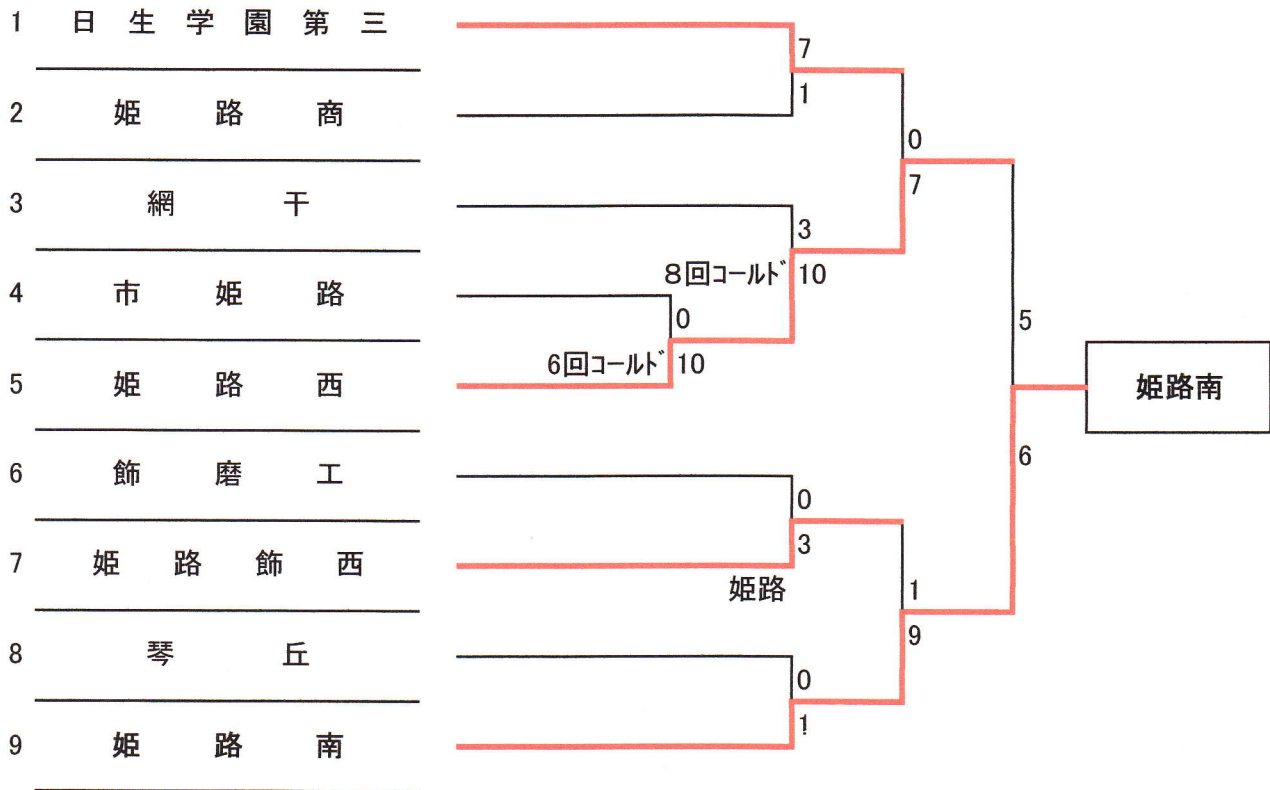 1 日生学園第三
7
1
2 姫路商
0
7
3 網干
3
8回コールド 10
4 市姫路
0
6回コールド 10
5 姫路西
5
姫路南
6
6 飾磨工
0
3
7 姫路飾西
姫路
1
9
8 琴丘
0
1
9 姫路南